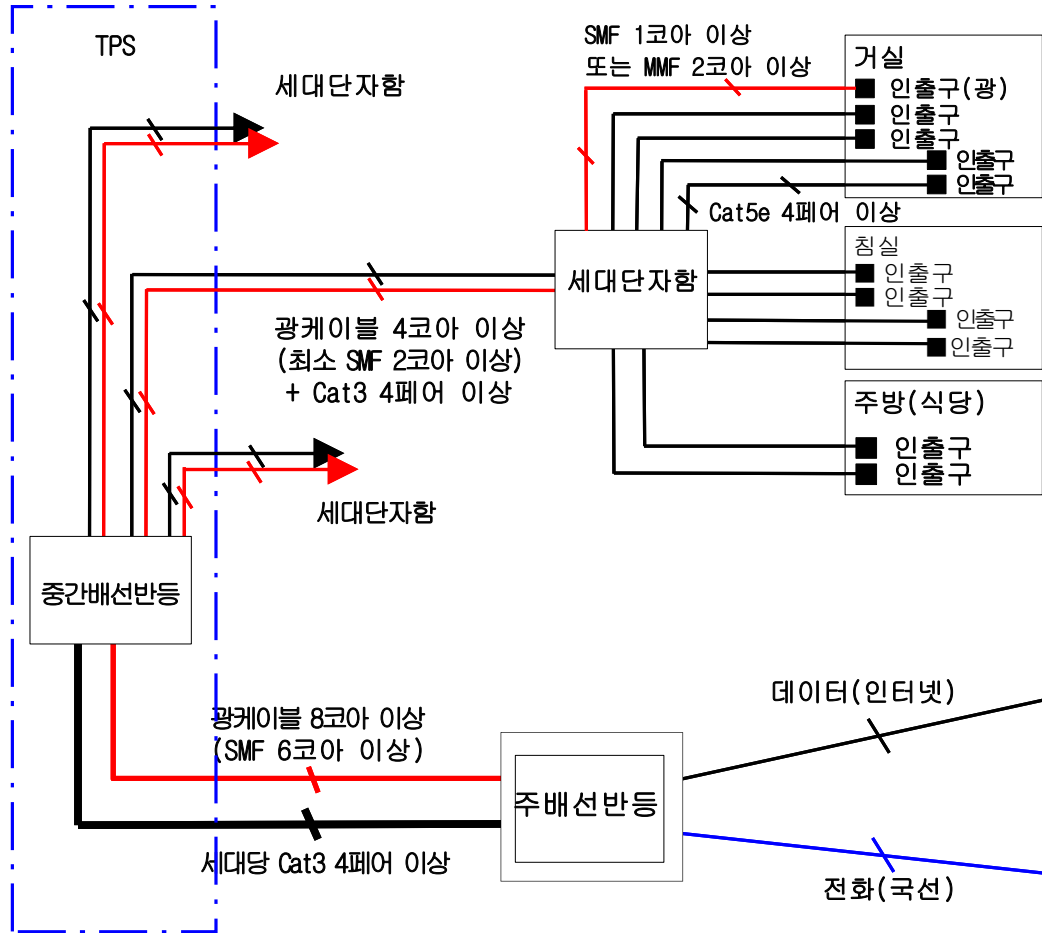 TPS
세대단자함
SMF 1코아 이상
또는 MMF 2코아 이상
거실
인출구(광)
인출구
인출구
인출구
인출구
Cat5e 4페어 이상
세대단자함
침실
인출구
인출구
인출구
인출구
광케이블 4코아 이상
(최소 SMF 2코아 이상)
+ Cat3 4페어 이상
주방(식당)
인출구
인출구
세대단자함
중간배선반등
데이터(인터넷)
광케이블 8코아 이상
(SMF 6코아 이상)
주배선반등
세대당 Cat3 4페어 이상
전화(국선)